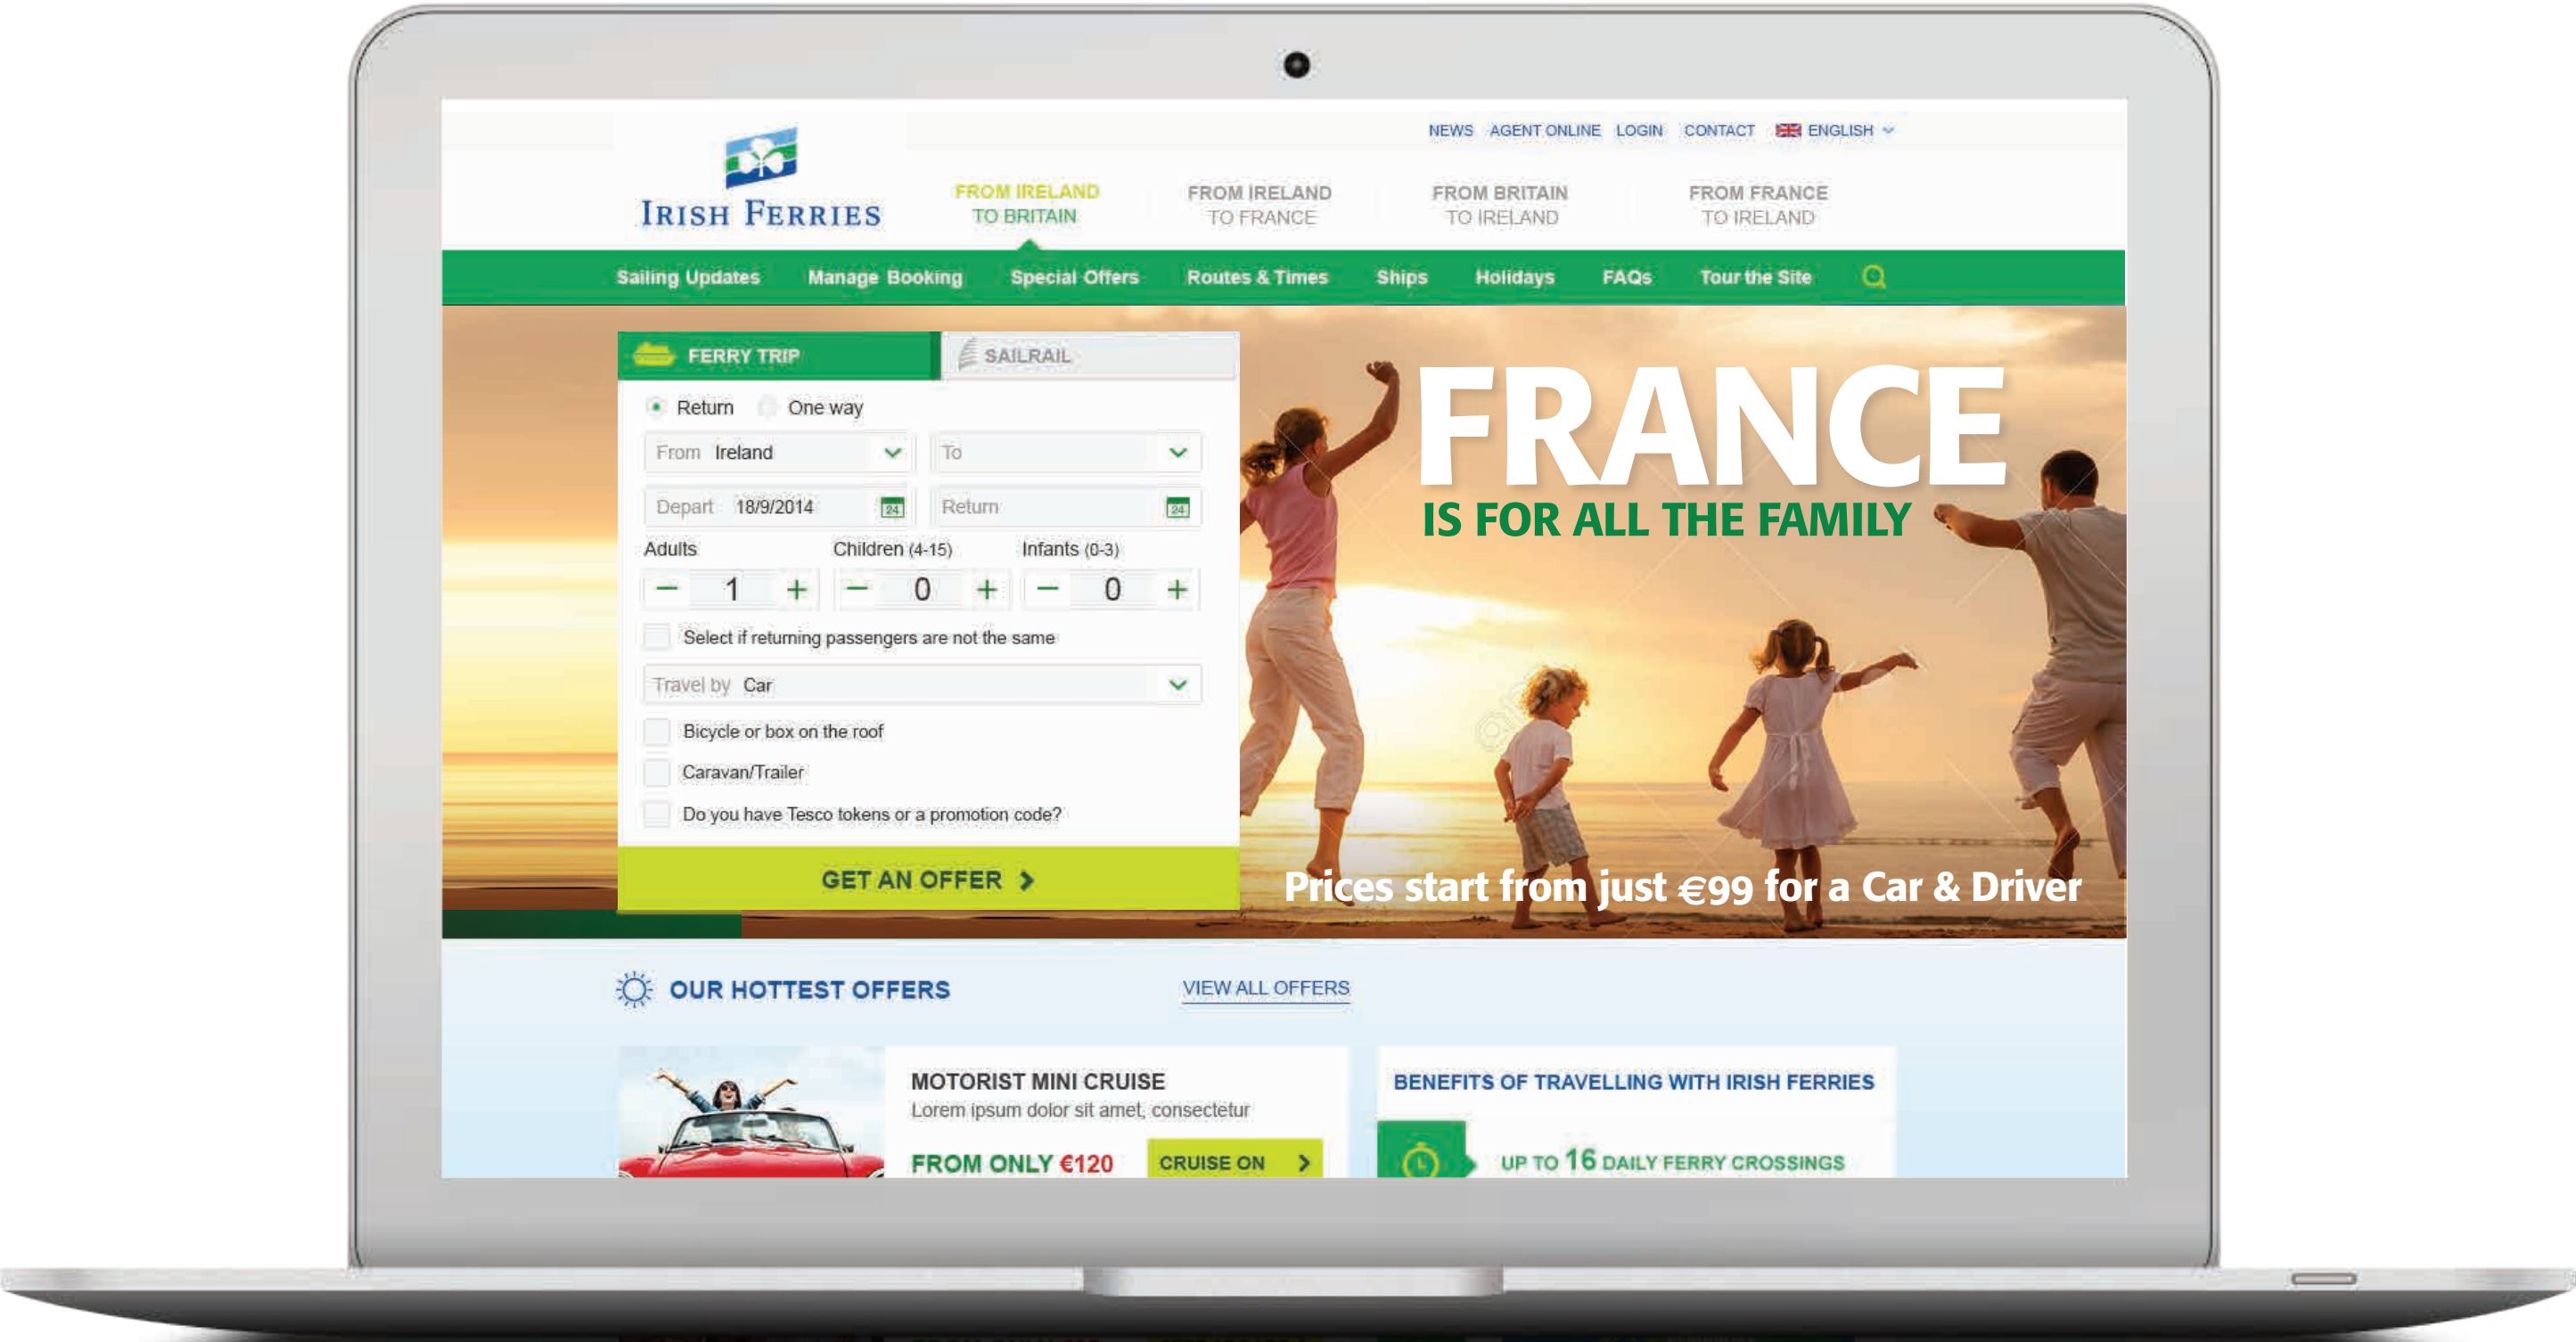 NEWS AGENT ONLINE LOGIN CONTACT ENGLISH
IRISH FERRIES
FROM IRELAND
TO BRITAIN
FROM IRELAND
TO FRANCE
FROM BRITAIN
TO IRELAND
FROM FRANCE
TO IRELAND
Sailing Updates Manage Booking Special Offers Routes & Times Ships Holidays FAQs Tour the Site
FERRY TRIP SAILRAIL
Return One way
From Ireland To
Depart 18/9/2014 24 Return 24
Adults Children (4-15) Infants (0-3)
− 1 + − 0 + − 0 +
Select if returning passengers are not the same
Travel by Car
Bicycle or box on the roof
Caravan/Trailer
Do you have Tesco tokens or a promotion code?
GET AN OFFER
FRANCE
IS FOR ALL THE FAMILY
Prices start from just €99 for a Car & Driver
OUR HOTTEST OFFERS VIEW ALL OFFERS
MOTORIST MINI CRUISE
Lorem ipsum dolor sit amet, consectetur
FROM ONLY €120 CRUISE ON
BENEFITS OF TRAVELLING WITH IRISH FERRIES
UP TO 16 DAILY FERRY CROSSINGS